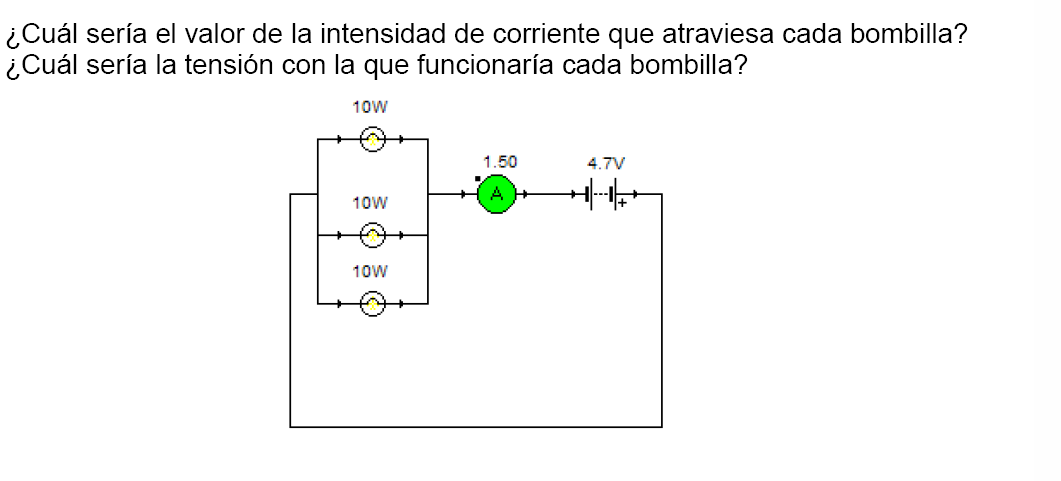 ¿Cuál sería el valor de la intensidad de corriente que atraviesa cada bombilla?
¿Cuál sería la tensión con la que funcionaría cada bombilla?
10W
1.50
4.7V
A
+
10W
10W